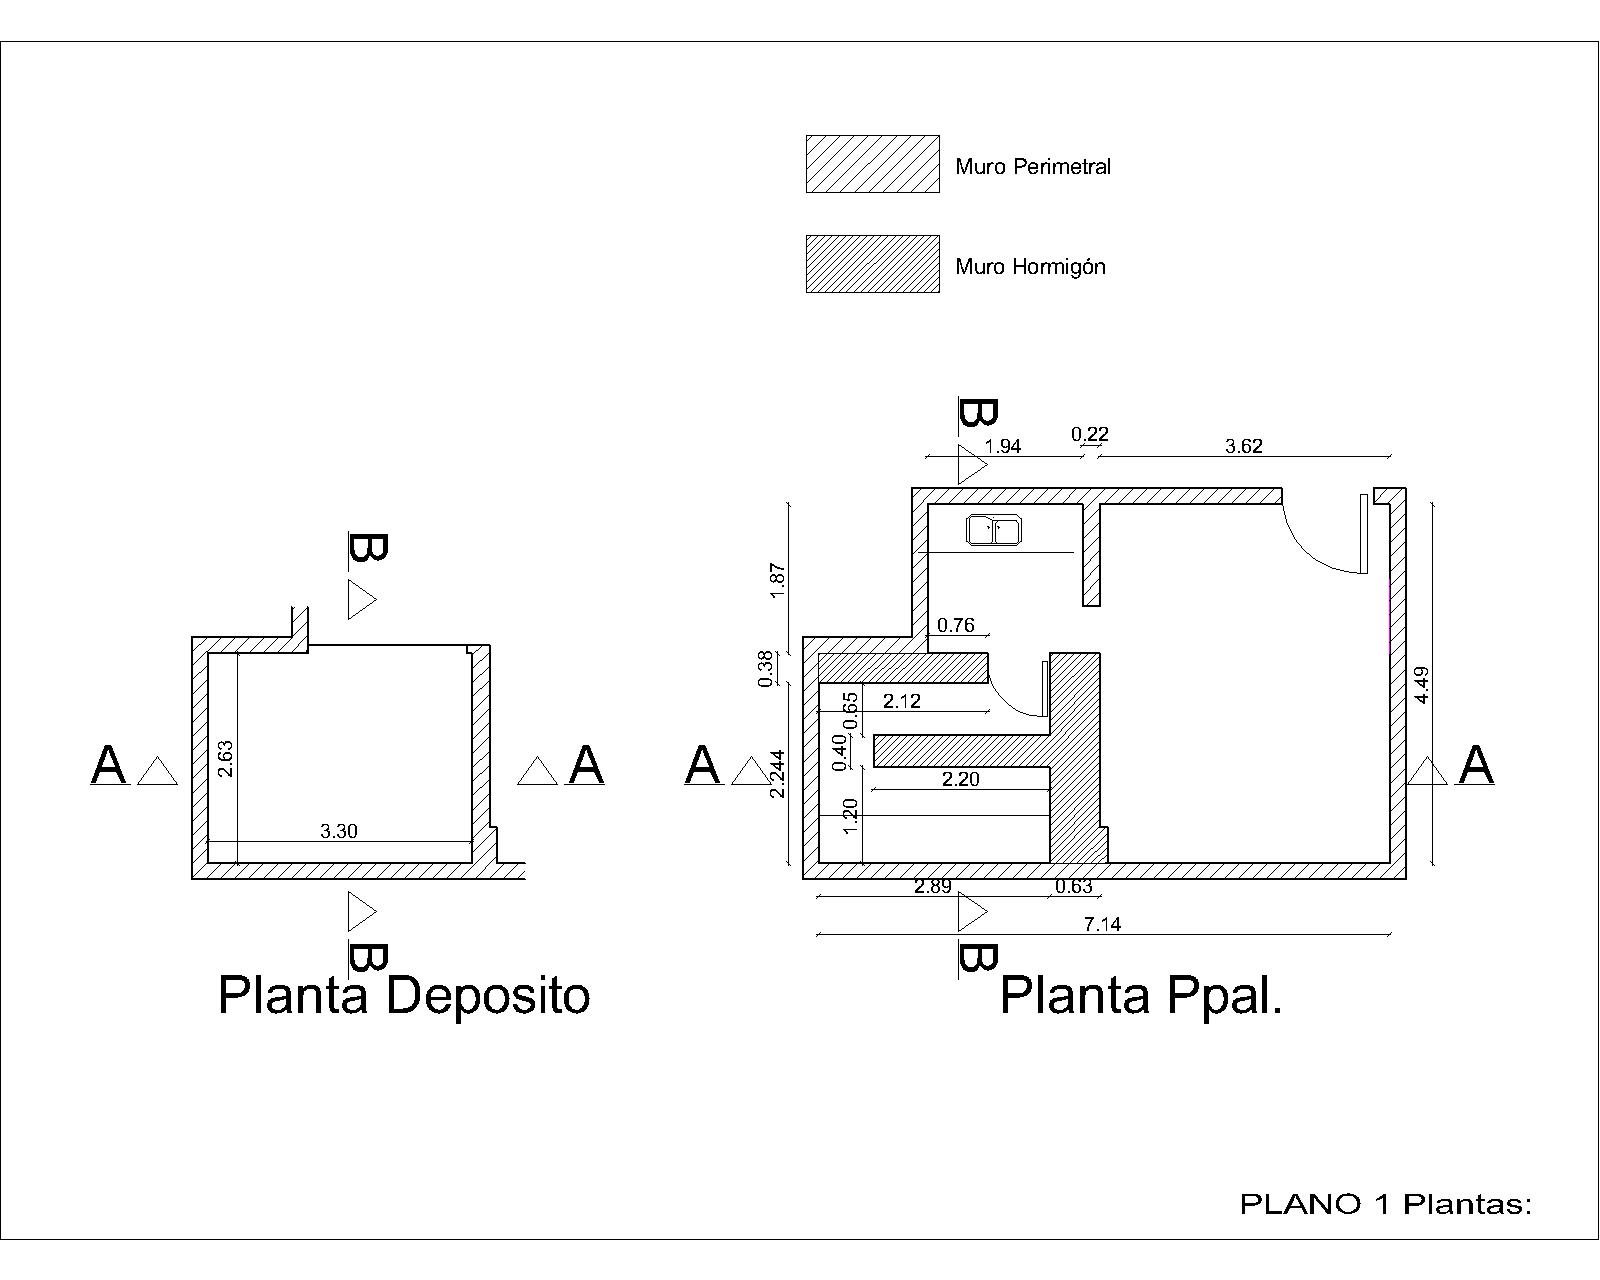 Muro Perimetral
Muro Hormigón
B
0.22
1.94
3.62
B
1.87
0.76
0.38
4.49
2.12
0.65
A
A
A
A
2.63
0.40
2.244
2.20
1.20
3.30
2.89
0.63
7.14
B
B
Planta Deposito
Planta Ppal.
PLANO 1 Plantas: